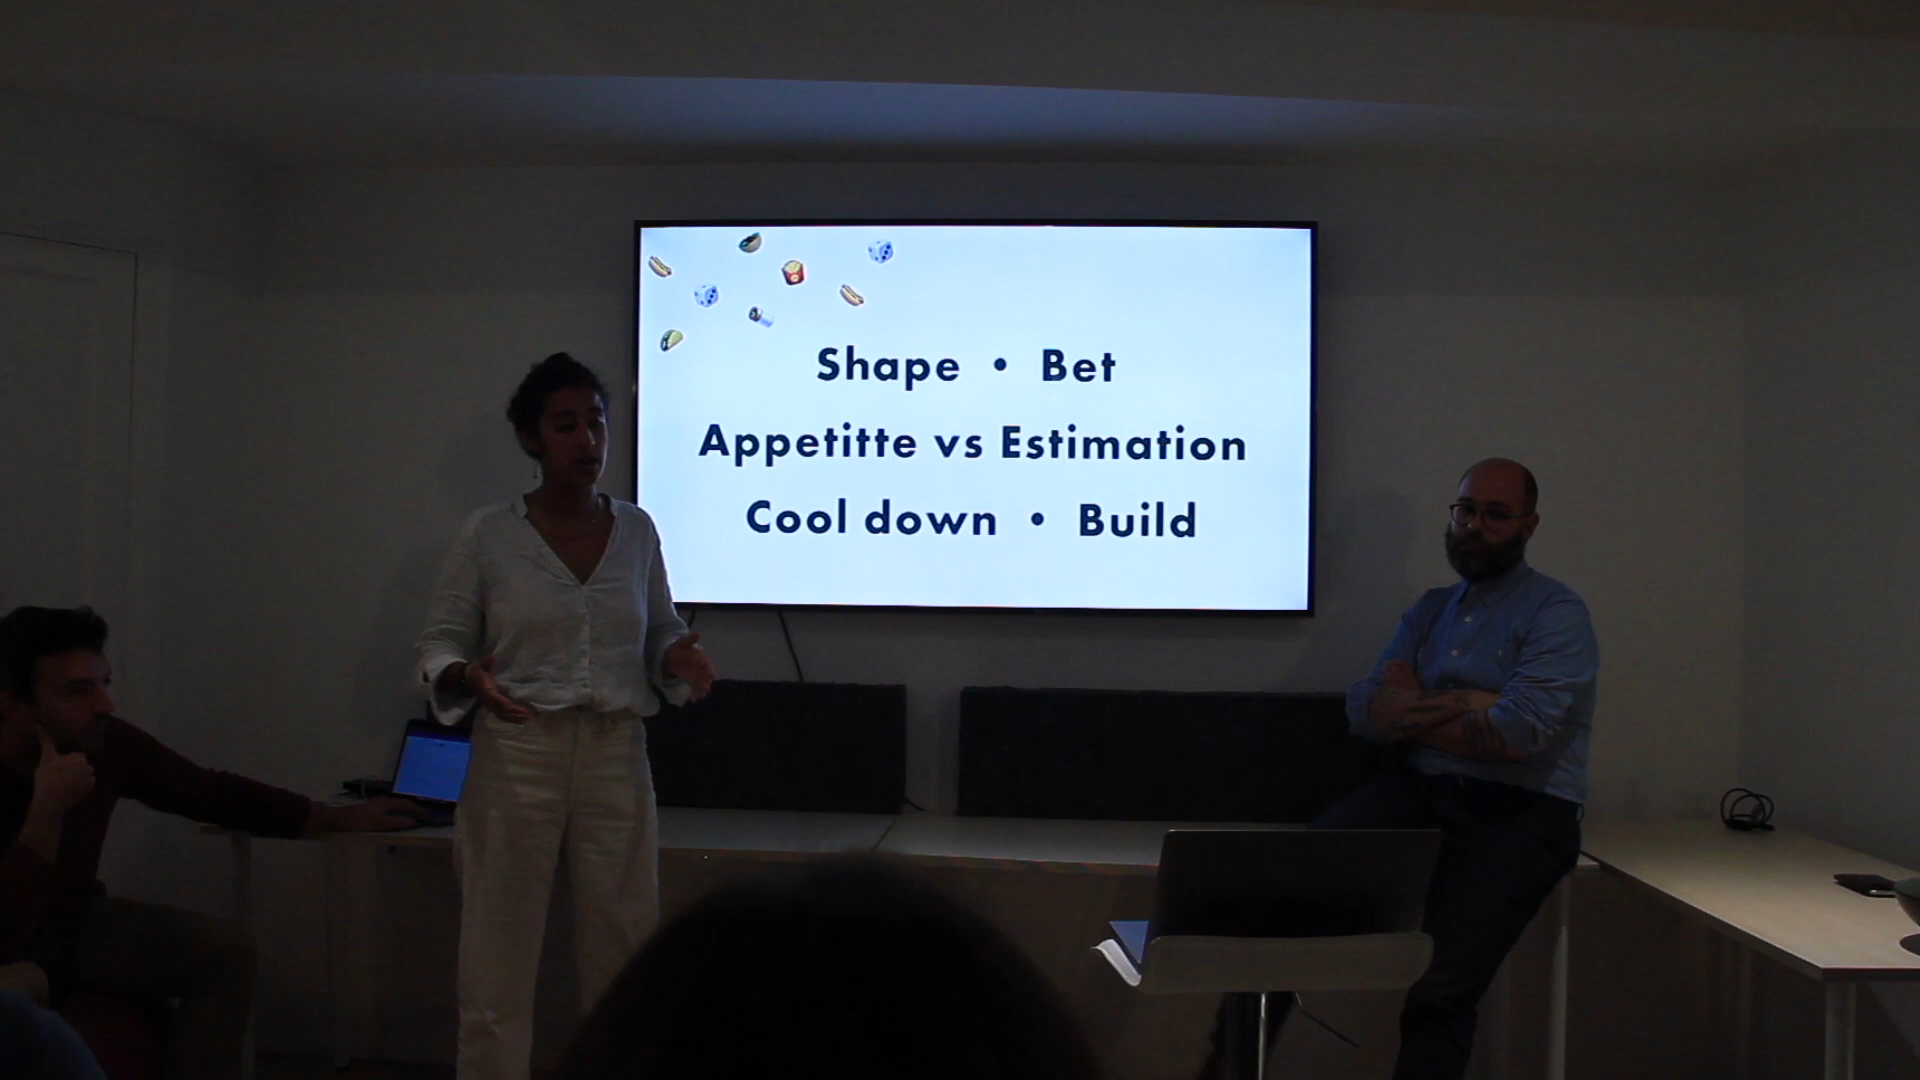 Shape • Bet
Appetitte vs Estimation
Cool down • Build